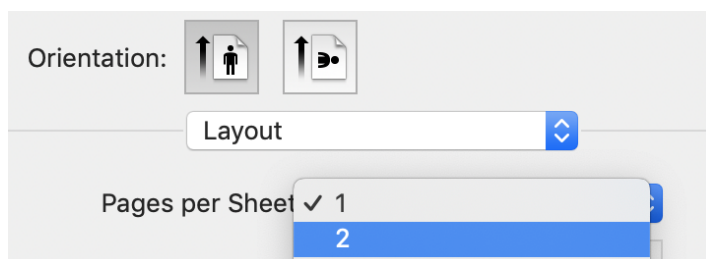 Orientation:
Layout
Pages per Sheet ✓ 1
2